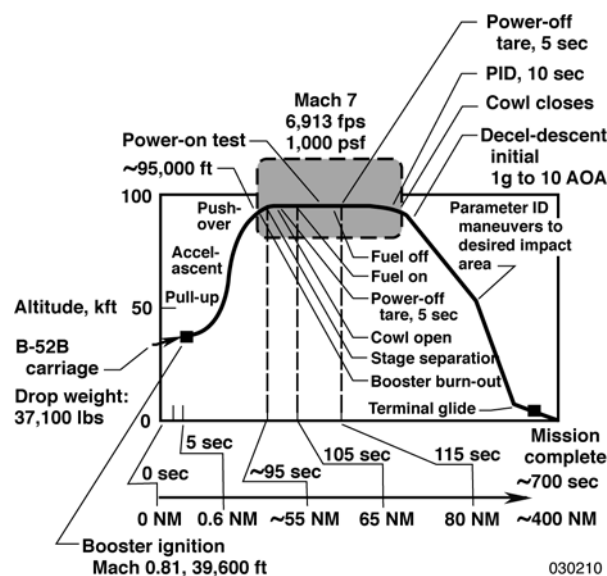 Power-off
tare, 5 sec
PID, 10 sec
Mach 7
6,913 fps
1,000 psf
Cowl closes
Power-on test
Decel-descent
initial
1g to 10 AOA
~95,000 ft
100
Push-
over
Parameter ID
maneuvers to
desired impact
area
Accel-
ascent
Fuel off
Fuel on
Pull-up
Power-off
tare, 5 sec
Altitude, kft
50
Cowl open
B-52B
carriage
Stage separation
Booster burn-out
Drop weight:
37,100 lbs
Terminal glide
0
Mission
complete
5 sec
105 sec
115 sec
0 sec
~95 sec
~700 sec
0 NM
0.6 NM
~55 NM
65 NM
80 NM
~400 NM
Booster ignition
Mach 0.81, 39,600 ft
030210